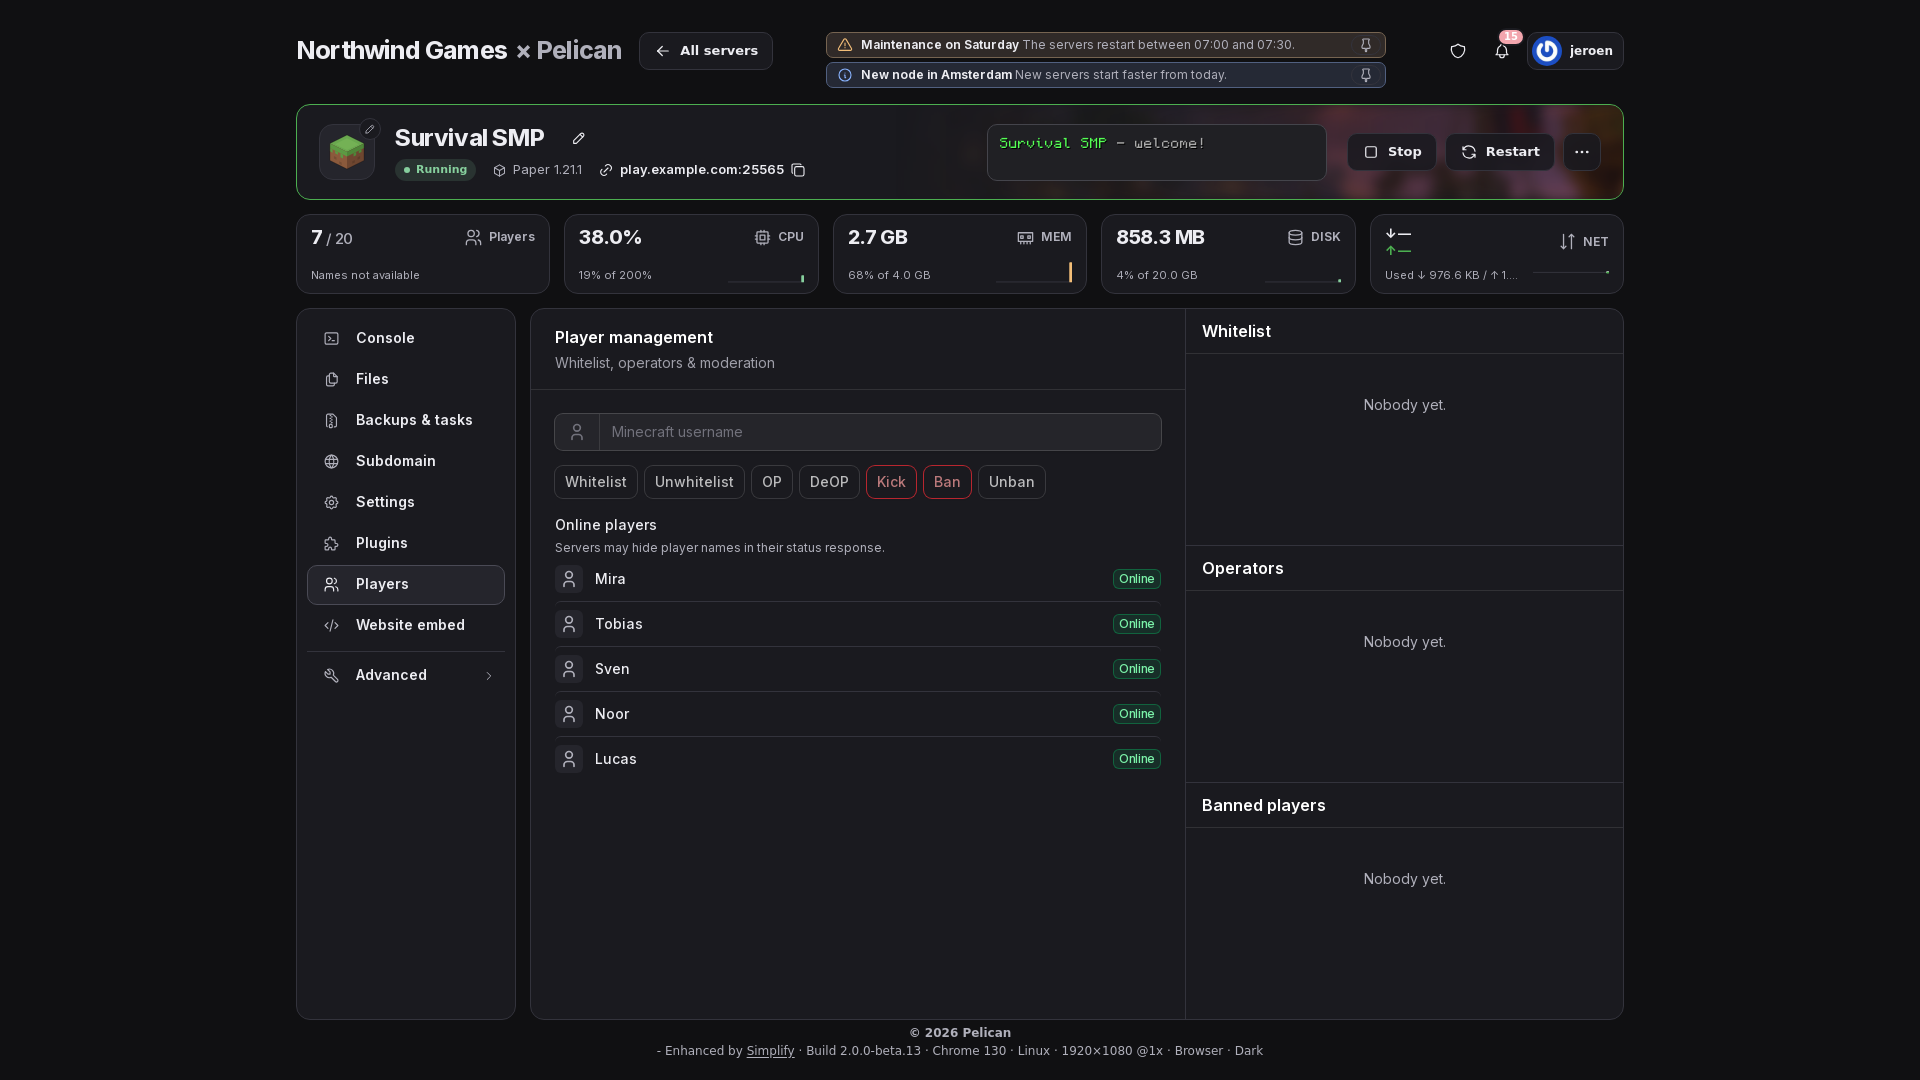 Northwind Games × Pelican
All servers
Maintenance on Saturday The servers restart between 07:00 and 07:30.
New node in Amsterdam New servers start faster from today.
15
jeroen
Survival SMP
Running
Paper 1.21.1
play.example.com:25565
Survival SMP - welcome!
Stop
Restart
7 / 20
Players
Names not available
38.0%
CPU
19% of 200%
2.7 GB
MEM
68% of 4.0 GB
858.3 MB
DISK
4% of 20.0 GB
↓—
↑—
NET
Used ↓ 976.6 KB / ↑ 1....
Console
Files
Backups & tasks
Subdomain
Settings
Plugins
Players
Website embed
Advanced
Player management
Whitelist, operators & moderation
Minecraft username
Whitelist
Unwhitelist
OP
DeOP
Kick
Ban
Unban
Online players
Servers may hide player names in their status response.
Mira
Online
Tobias
Online
Sven
Online
Noor
Online
Lucas
Online
Whitelist
Nobody yet.
Operators
Nobody yet.
Banned players
Nobody yet.
© 2026 Pelican
- Enhanced by Simplify · Build 2.0.0-beta.13 · Chrome 130 · Linux · 1920×1080 @1x · Browser · Dark